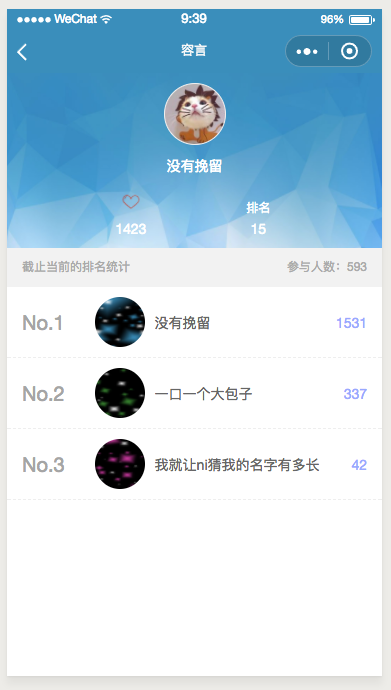 WeChat 9:39 96%
容言
没有挽留
排名
1423 15
截止当前的排名统计 参与人数：593
No.1 没有挽留 1531
No.2 一口一个大包子 337
No.3 我就让ni猜我的名字有多长 42